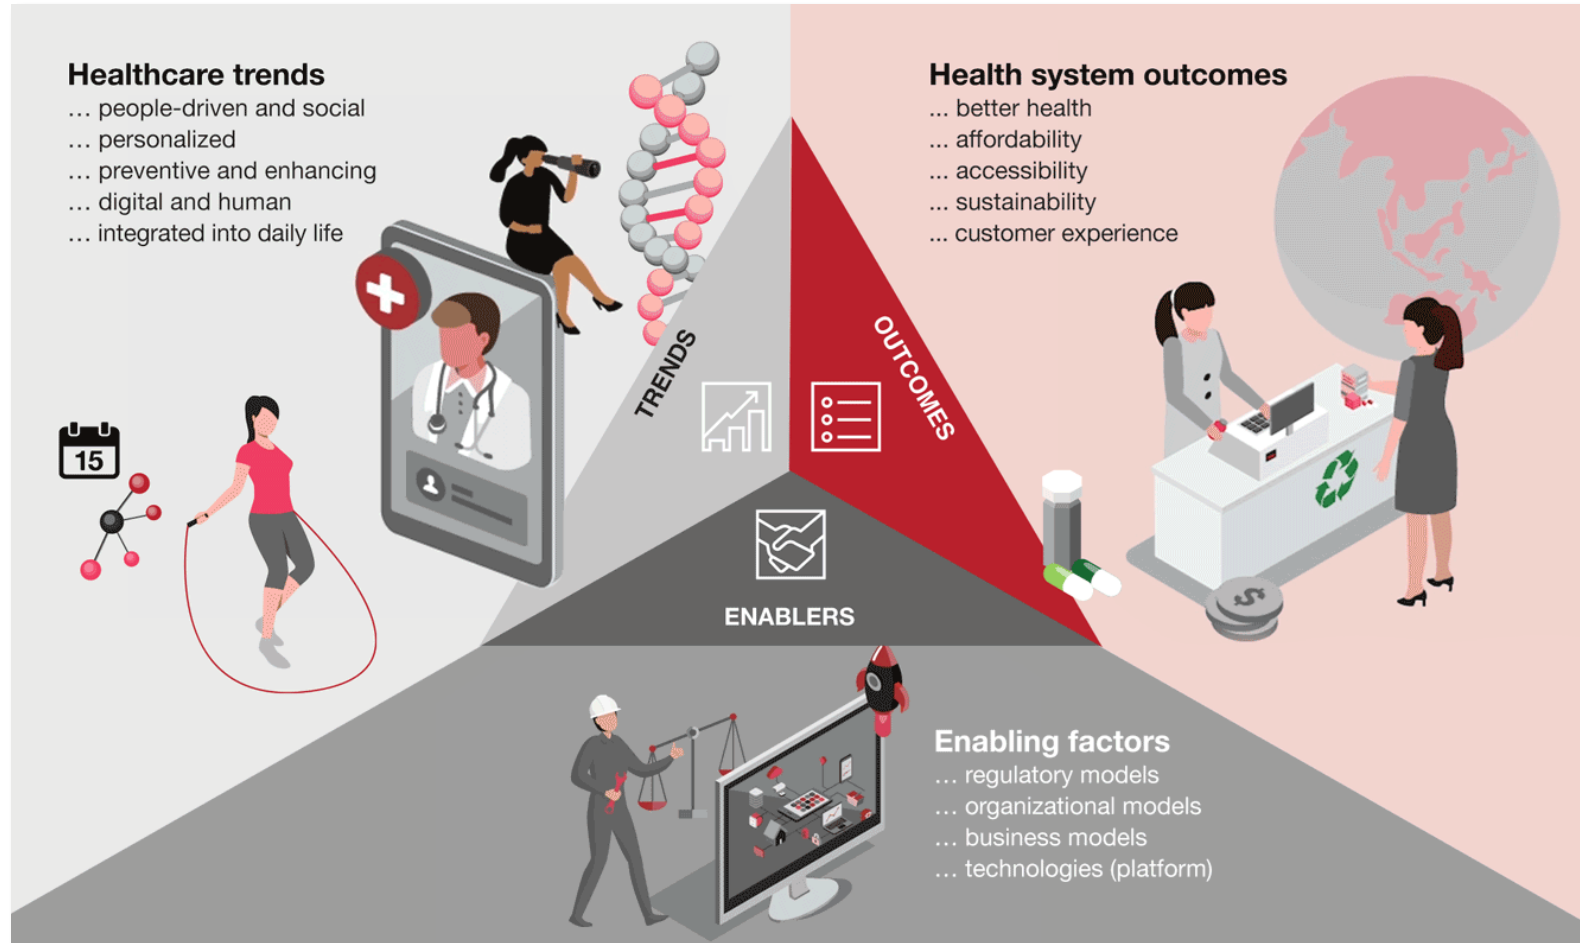 Healthcare trends
… people-driven and social
… personalized
… preventive and enhancing
… digital and human
… integrated into daily life
Health system outcomes
... better health
... affordability
... accessibility
... sustainability
... customer experience
TRENDS
OUTCOMES
15
ENABLERS
$
Enabling factors
… regulatory models
… organizational models
… business models
… technologies (platform)